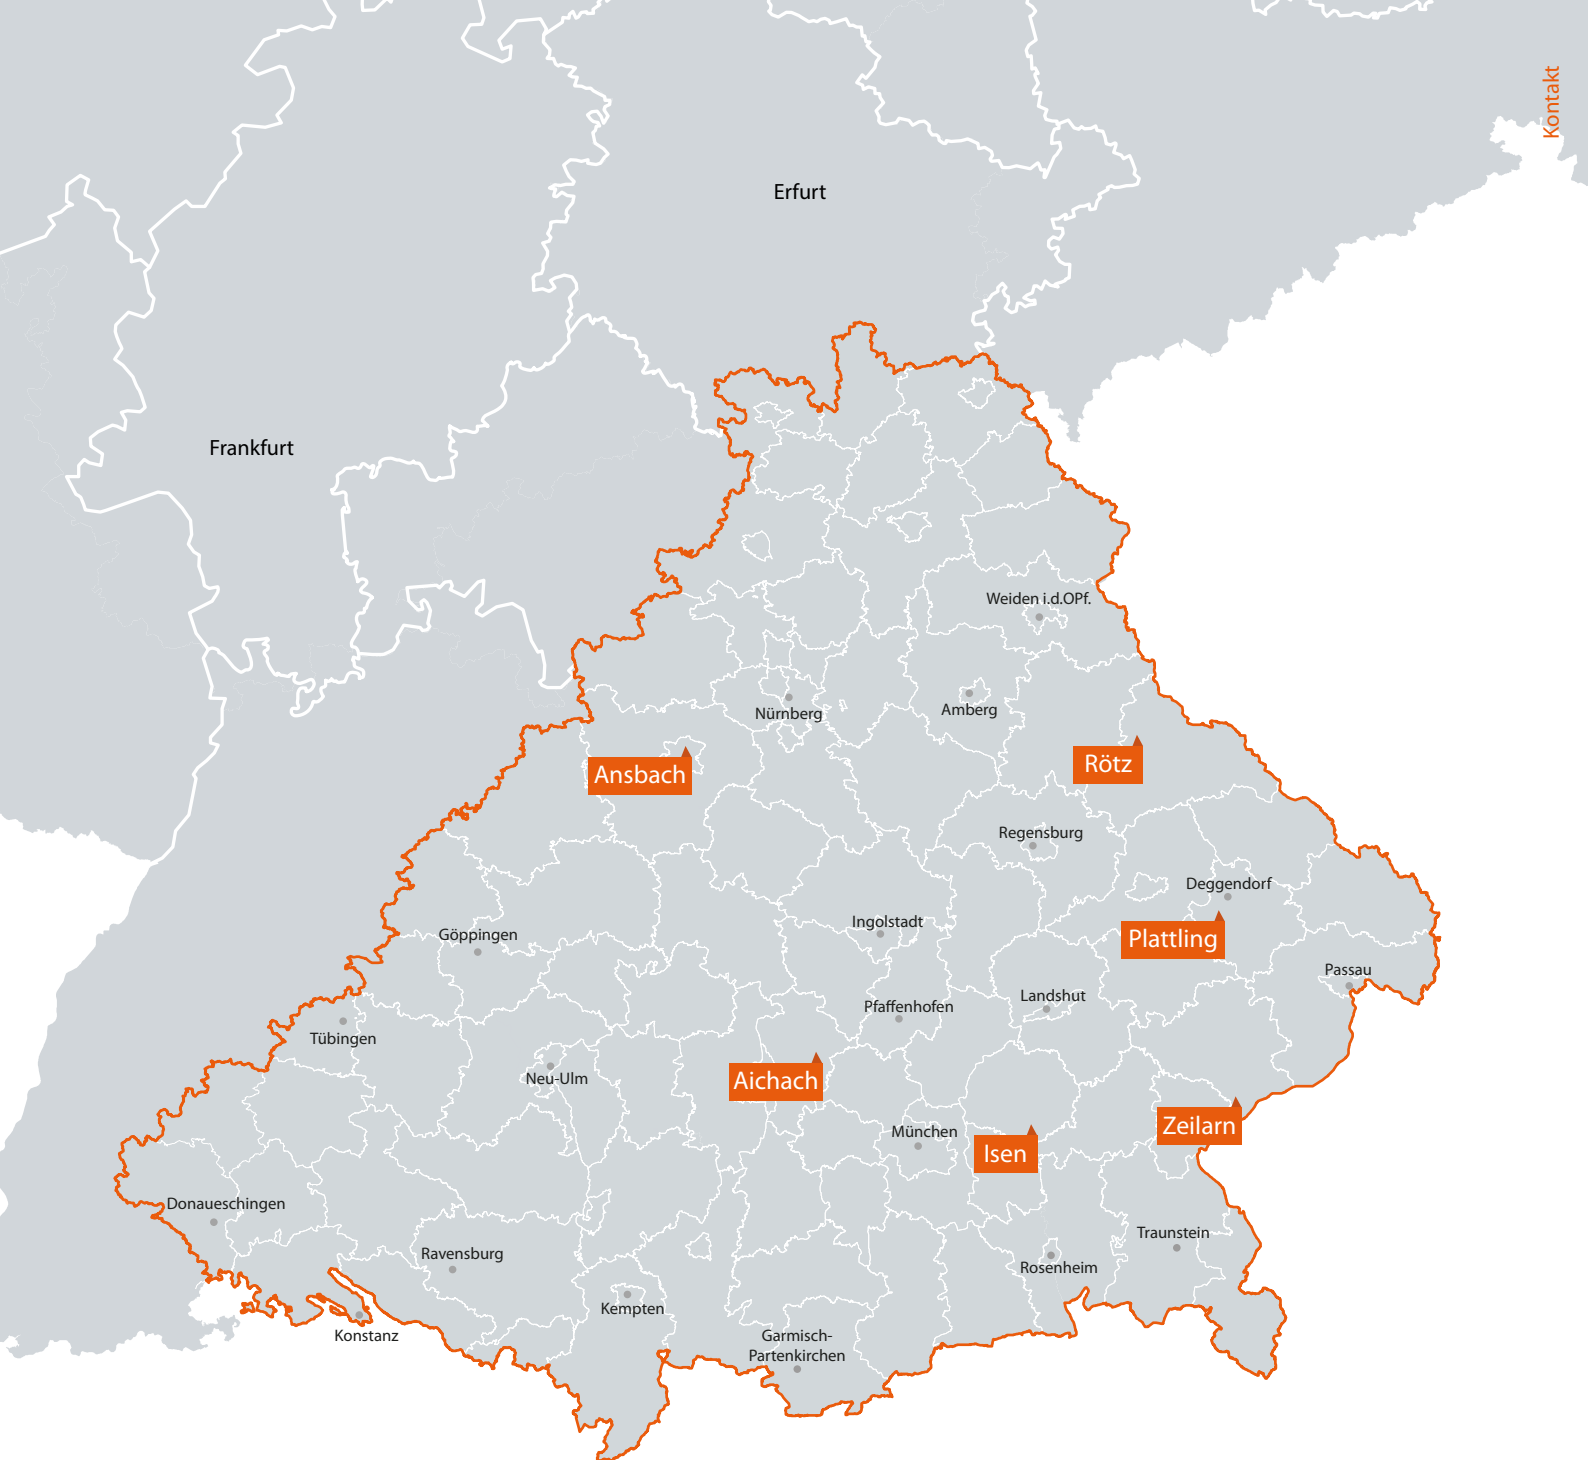 Kontakt
Erfurt
Frankfurt
Weiden i.d.OPf.
Nürnberg
Amberg
Ansbach
Rötz
Regensburg
Deggendorf
Göppingen
Ingolstadt
Plattling
Passau
Landshut
Pfaffenhofen
Tübingen
Neu-Ulm
Aichach
Zeilarn
München
Isen
Donaueschingen
Traunstein
Ravensburg
Rosenheim
Kempten
Konstanz
Garmisch-
Partenkirchen